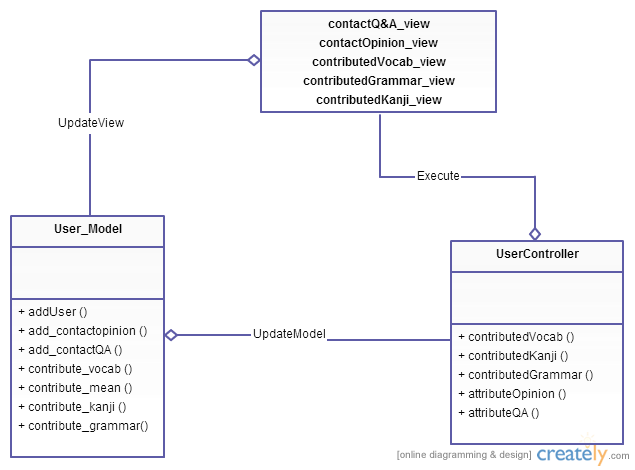 contactQ&A_view
contactOpinion_view
contributedVocab_view
contributedGrammar_view
contributedKanji_view
UpdateView
Execute
User_Model
+ addUser ()
+ add_contactopinion ()
+ add_contactQA ()
+ contribute_vocab ()
+ contribute_mean ()
+ contribute_kanji ()
+ contribute_grammar()
UpdateModel
UserController
+ contributedVocab ()
+ contributedKanji ()
+ contributedGrammar ()
+ attributeOpinion ()
+ attributeQA ()
[online diagramming & design] creately.com